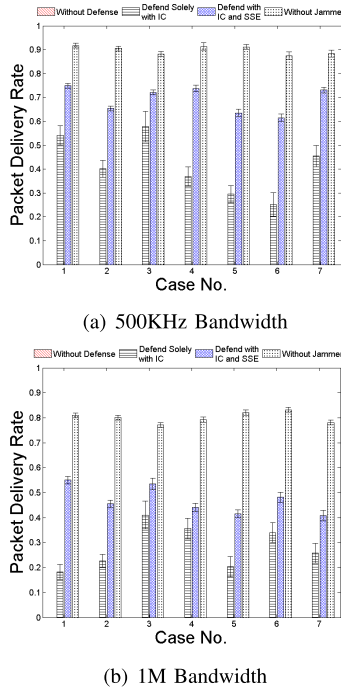 Without Defense Defend Solely with IC Defend with IC and SSE Without Jammer
1
0.9
0.8
0.7
0.6
0.5
0.4
0.3
0.2
0.1
0
Packet Delivery Rate
1 2 3 4 5 6 7
Case No.
(a) 500KHz Bandwidth
Without Defense Defend Solely with IC Defend with IC and SSE Without Jammer
1
0.9
0.8
0.7
0.6
0.5
0.4
0.3
0.2
0.1
0
Packet Delivery Rate
1 2 3 4 5 6 7
Case No.
(b) 1M Bandwidth